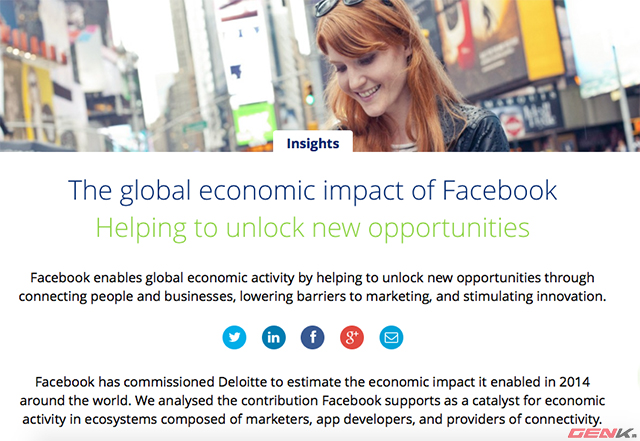 Insights
The global economic impact of Facebook
Helping to unlock new opportunities
Facebook enables global economic activity by helping to unlock new opportunities through
connecting people and businesses, lowering barriers to marketing, and stimulating innovation.
in
f
g+
Facebook has commissioned Deloitte to estimate the economic impact it enabled in 2014
around the world. We analysed the contribution Facebook supports as a catalyst for economic
activity in ecosystems composed of marketers, app developers, and providers of connectivity.
GENK